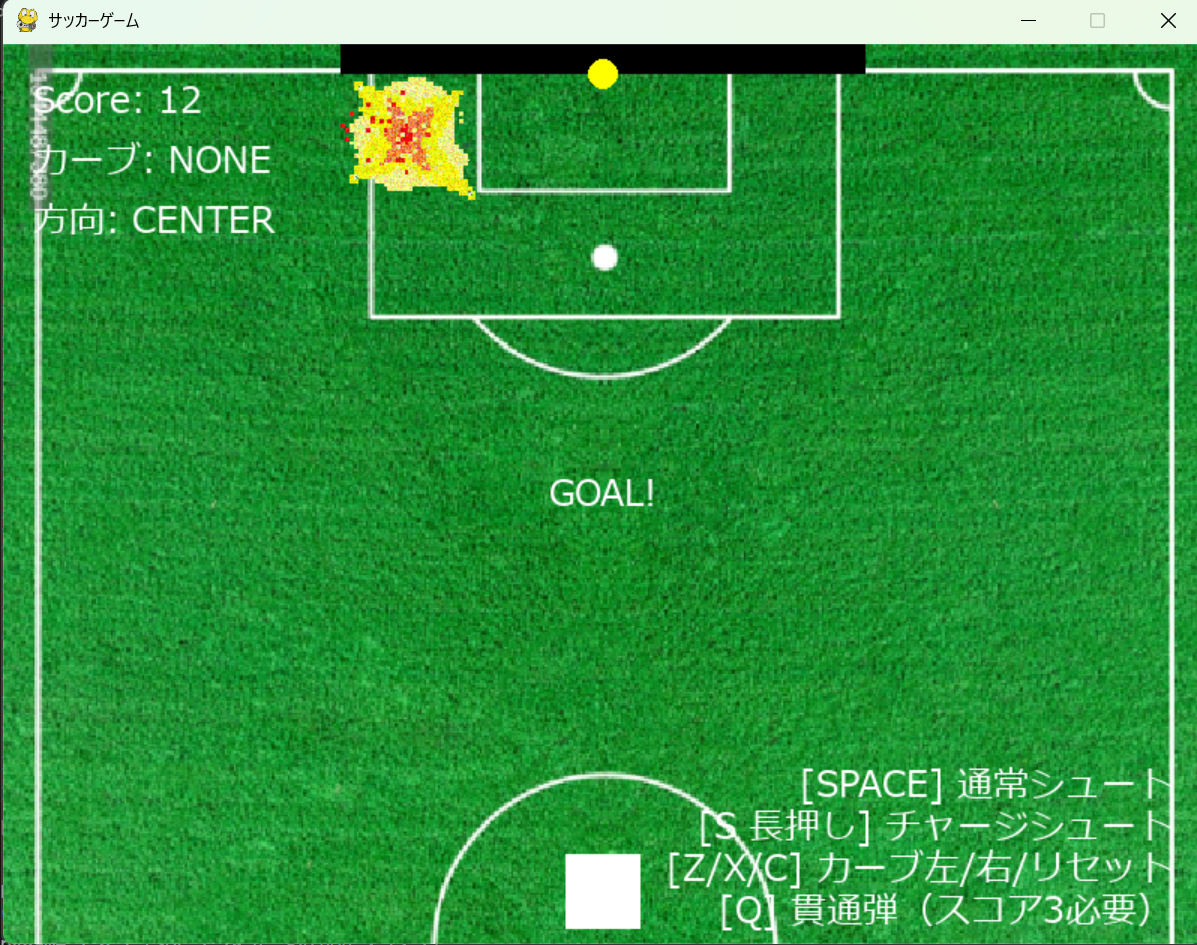 サッカーゲーム
Score: 12
カーブ: NONE
方向: CENTER
GOAL!
[SPACE] 通常シュート
[S 長押し] チャージシュート
[Z/X/C] カーブ左/右/リセット
[Q] 貫通弾（スコア3必要）